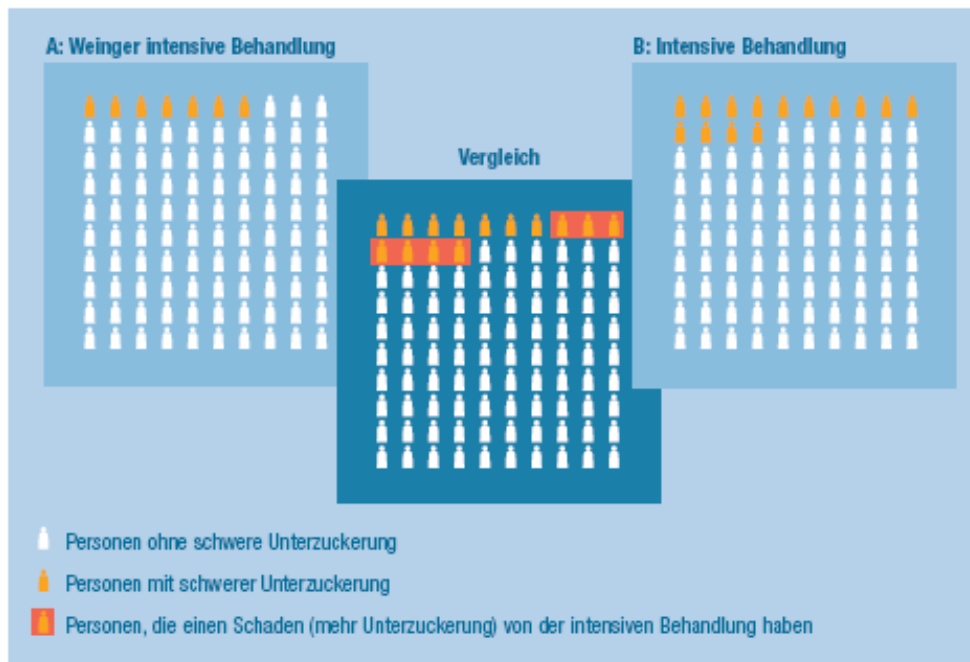 A: Weinger intensive Behandlung
B: Intensive Behandlung
Vergleich
Personen ohne schwere Unterzuckerung
Personen mit schwerer Unterzuckerung
Personen, die einen Schaden (mehr Unterzuckerung) von der intensiven Behandlung haben